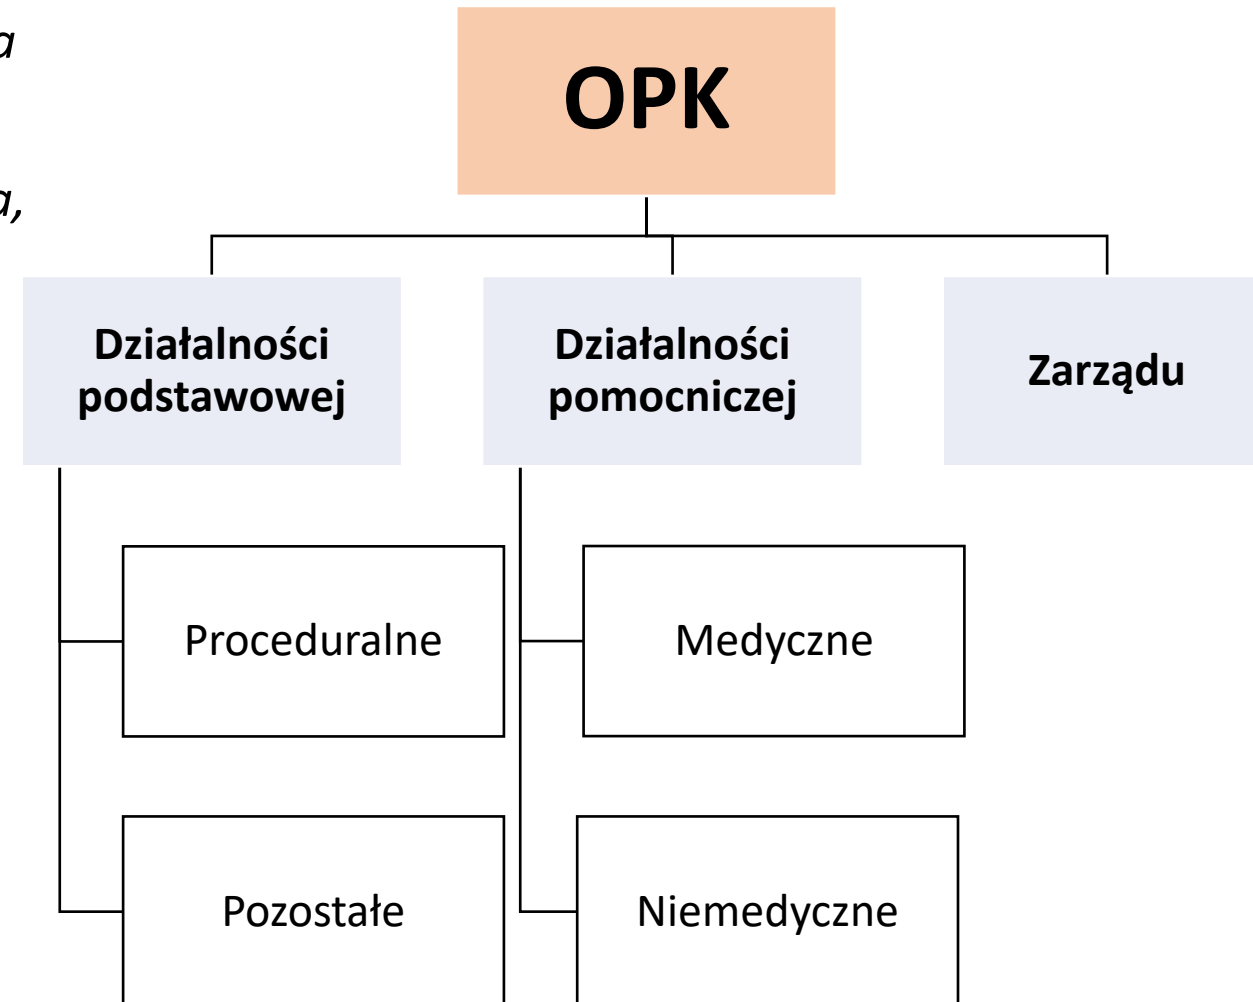 OPK
Działalności
podstawowej
Działalności
pomocniczej
Zarządu
Proceduralne
Medyczne
Pozostałe
Niemedyczne